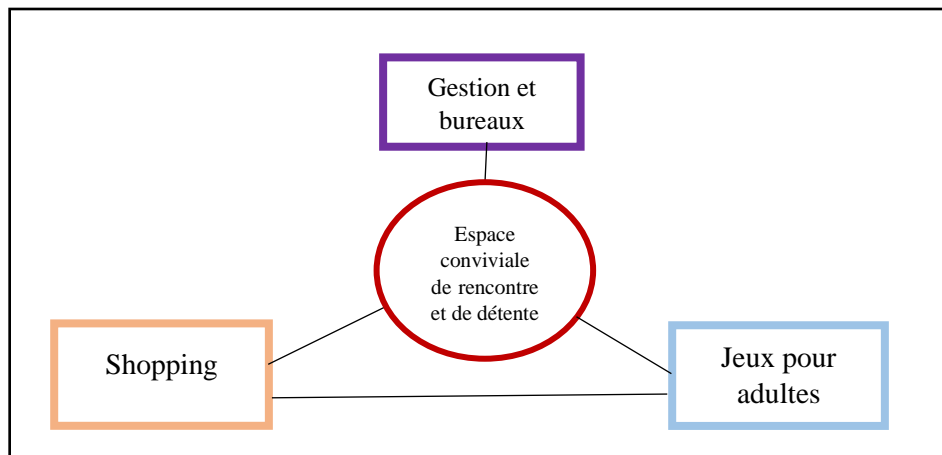 Gestion et
bureaux
Espace
conviviale
de rencontre
et de détente
Shopping
Jeux pour
adultes